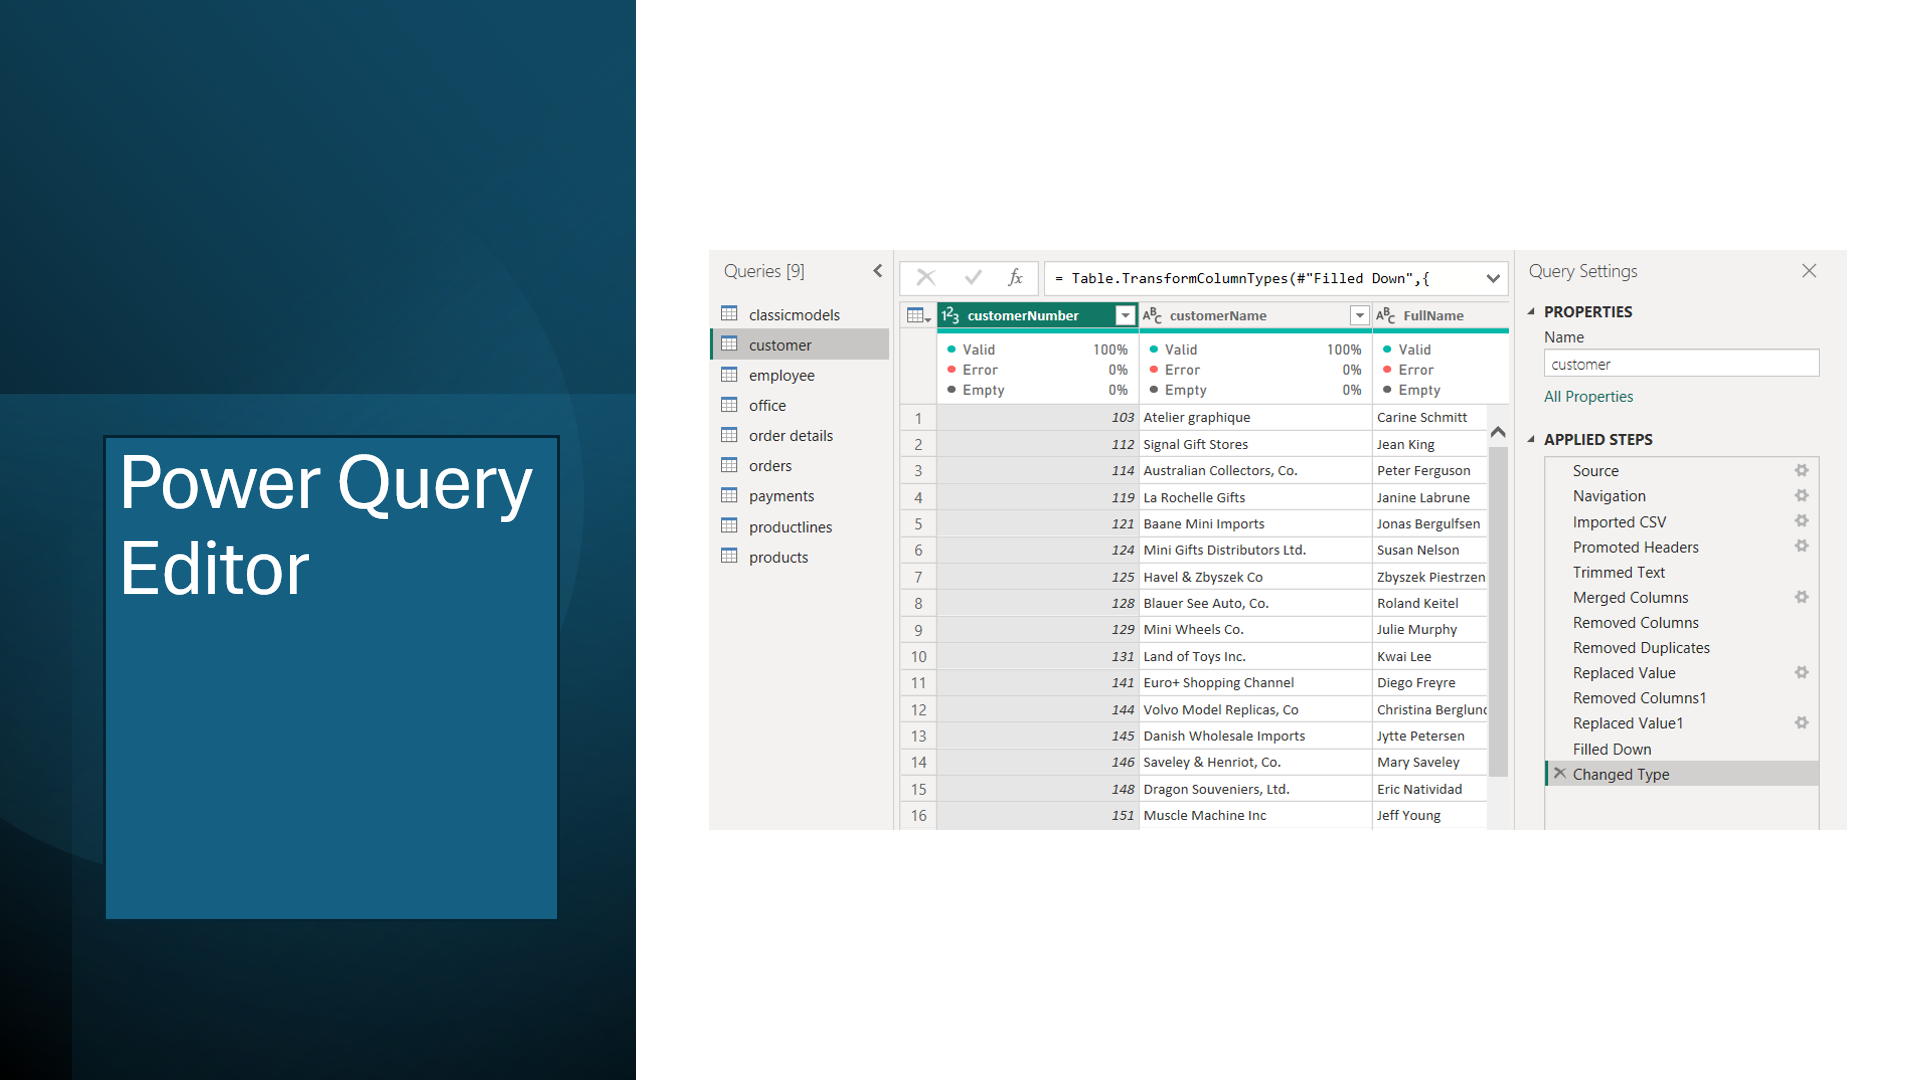 Power Query
Editor
Queries [9]
classicmodels
customer
employee
office
order details
orders
payments
productlines
products
fx = Table.TransformColumnTypes(#"Filled Down",{
1²3 customerNumber ABC customerName ABC FullName
Valid 100% Valid 100% Valid
Error 0% Error 0% Error
Empty 0% Empty 0% Empty
1 103 Atelier graphique Carine Schmitt
2 112 Signal Gift Stores Jean King
3 114 Australian Collectors, Co. Peter Ferguson
4 119 La Rochelle Gifts Janine Labrune
5 121 Baane Mini Imports Jonas Bergulfsen
6 124 Mini Gifts Distributors Ltd. Susan Nelson
7 125 Havel & Zbyszek Co Zbyszek Piestrzen
8 128 Blauer See Auto, Co. Roland Keitel
9 129 Mini Wheels Co. Julie Murphy
10 131 Land of Toys Inc. Kwai Lee
11 141 Euro+ Shopping Channel Diego Freyre
12 144 Volvo Model Replicas, Co Christina Berglund
13 145 Danish Wholesale Imports Jytte Petersen
14 146 Saveley & Henriot, Co. Mary Saveley
15 148 Dragon Souveniers, Ltd. Eric Natividad
16 151 Muscle Machine Inc Jeff Young
Query Settings
PROPERTIES
Name
customer
All Properties
APPLIED STEPS
Source
Navigation
Imported CSV
Promoted Headers
Trimmed Text
Merged Columns
Removed Columns
Removed Duplicates
Replaced Value
Removed Columns1
Replaced Value1
Filled Down
Changed Type